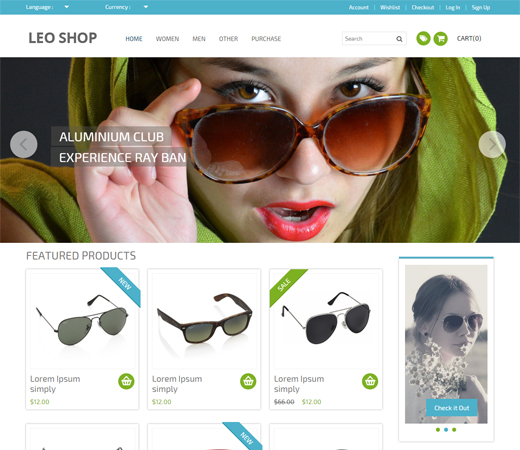 Language : Currency : Account | Wishlist | Checkout | Log In | Sign Up
LEO SHOP HOME WOMEN MEN OTHER PURCHASE Search CART(0)
ALUMINIUM CLUB
EXPERIENCE RAY BAN
FEATURED PRODUCTS
NEW
SALE
Lorem Ipsum simply
$12.00
Lorem Ipsum simply
$12.00
Lorem Ipsum simply
$66.00 $12.00
Check it Out
NEW